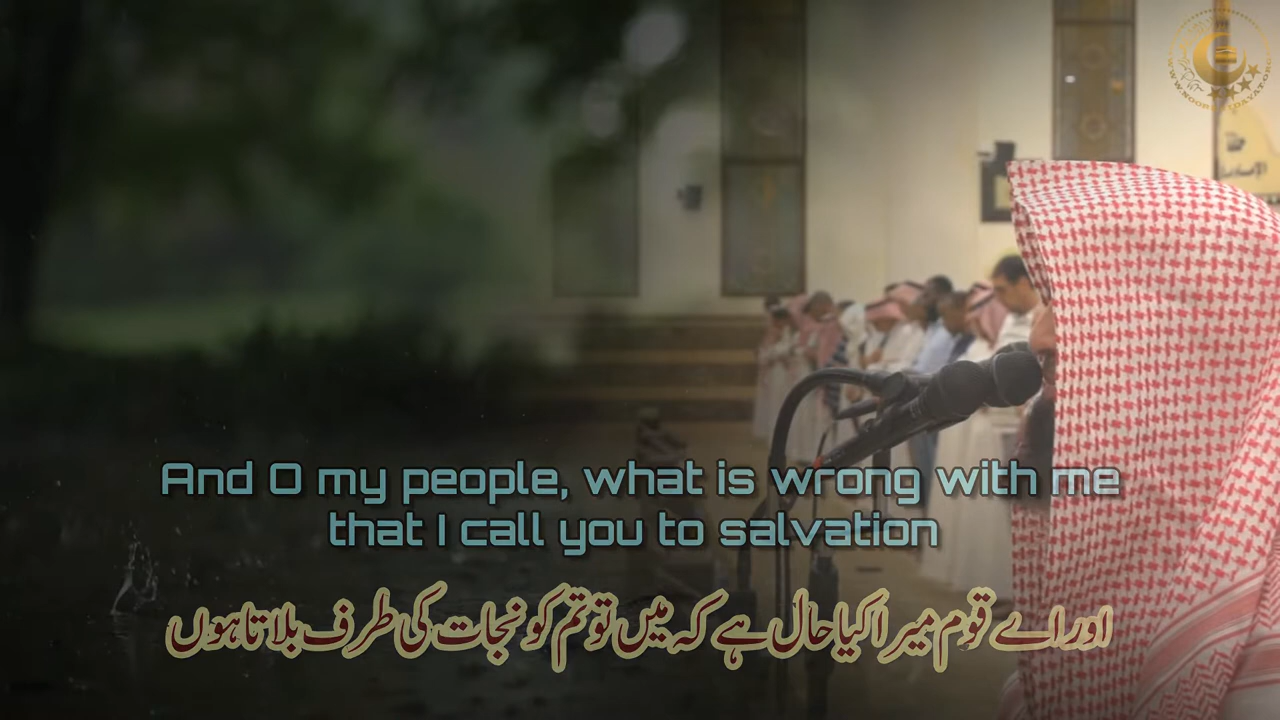 And O my people, what is wrong with me
that I call you to salvation
اور اے قوم میرا کیا حال ہے کہ میں تو تم کو نجات کی طرف بلاتا ہوں